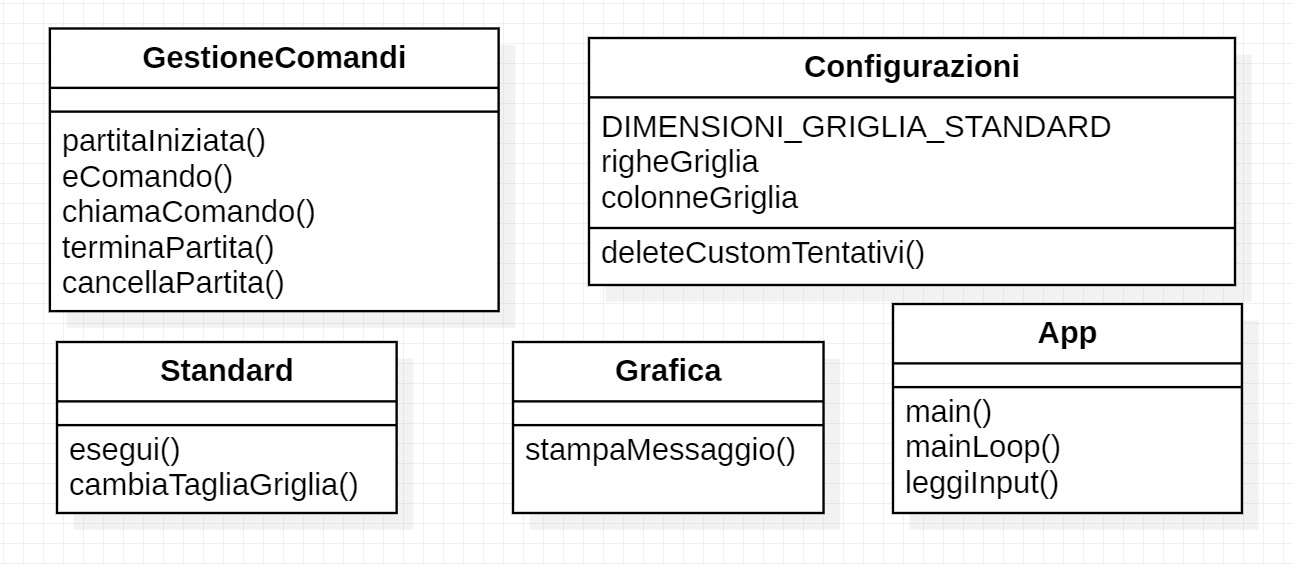 GestioneComandi
partitaIniziata()
eComando()
chiamaComando()
terminaPartita()
cancellaPartita()
Configurazioni
DIMENSIONI_GRIGLIA_STANDARD
righeGriglia
colonneGriglia
deleteCustomTentativi()
Standard
esegui()
cambiaTagliaGriglia()
Grafica
stampaMessaggio()
App
main()
mainLoop()
leggiInput()